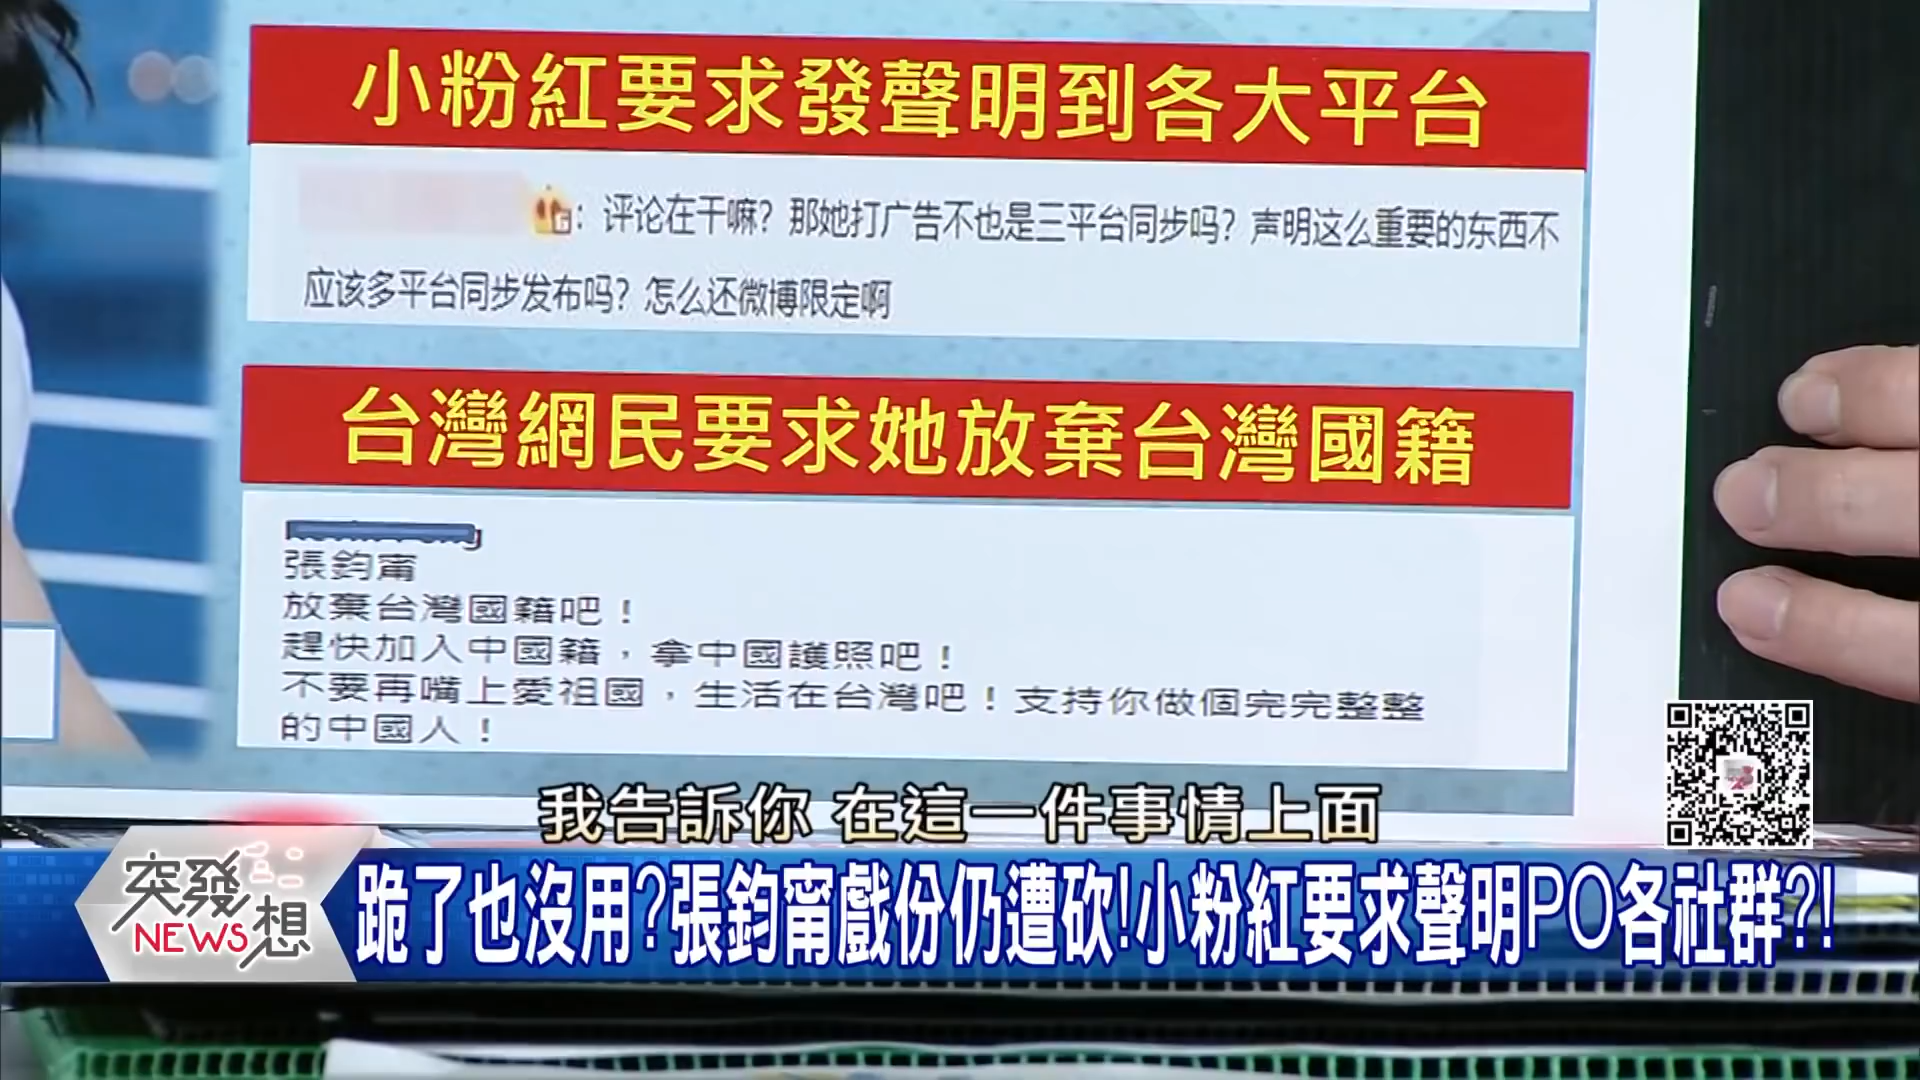 小粉紅要求發聲明到各大平台
：评论在干嘛？那她打广告不也是三平台同步吗？声明这么重要的东西不
应该多平台同步发布吗？怎么还微博限定啊
台灣網民要求她放棄台灣國籍
張鈞甯
放棄台灣國籍吧！
趕快加入中國籍，拿中國護照吧！
不要再嘴上愛祖國，生活在台灣吧！支持你做個完完整整
的中國人！
我告訴你 在這一件事情上面
突發
NEWS想
跪了也沒用?張鈞甯戲份仍遭砍!小粉紅要求聲明PO各社群?!